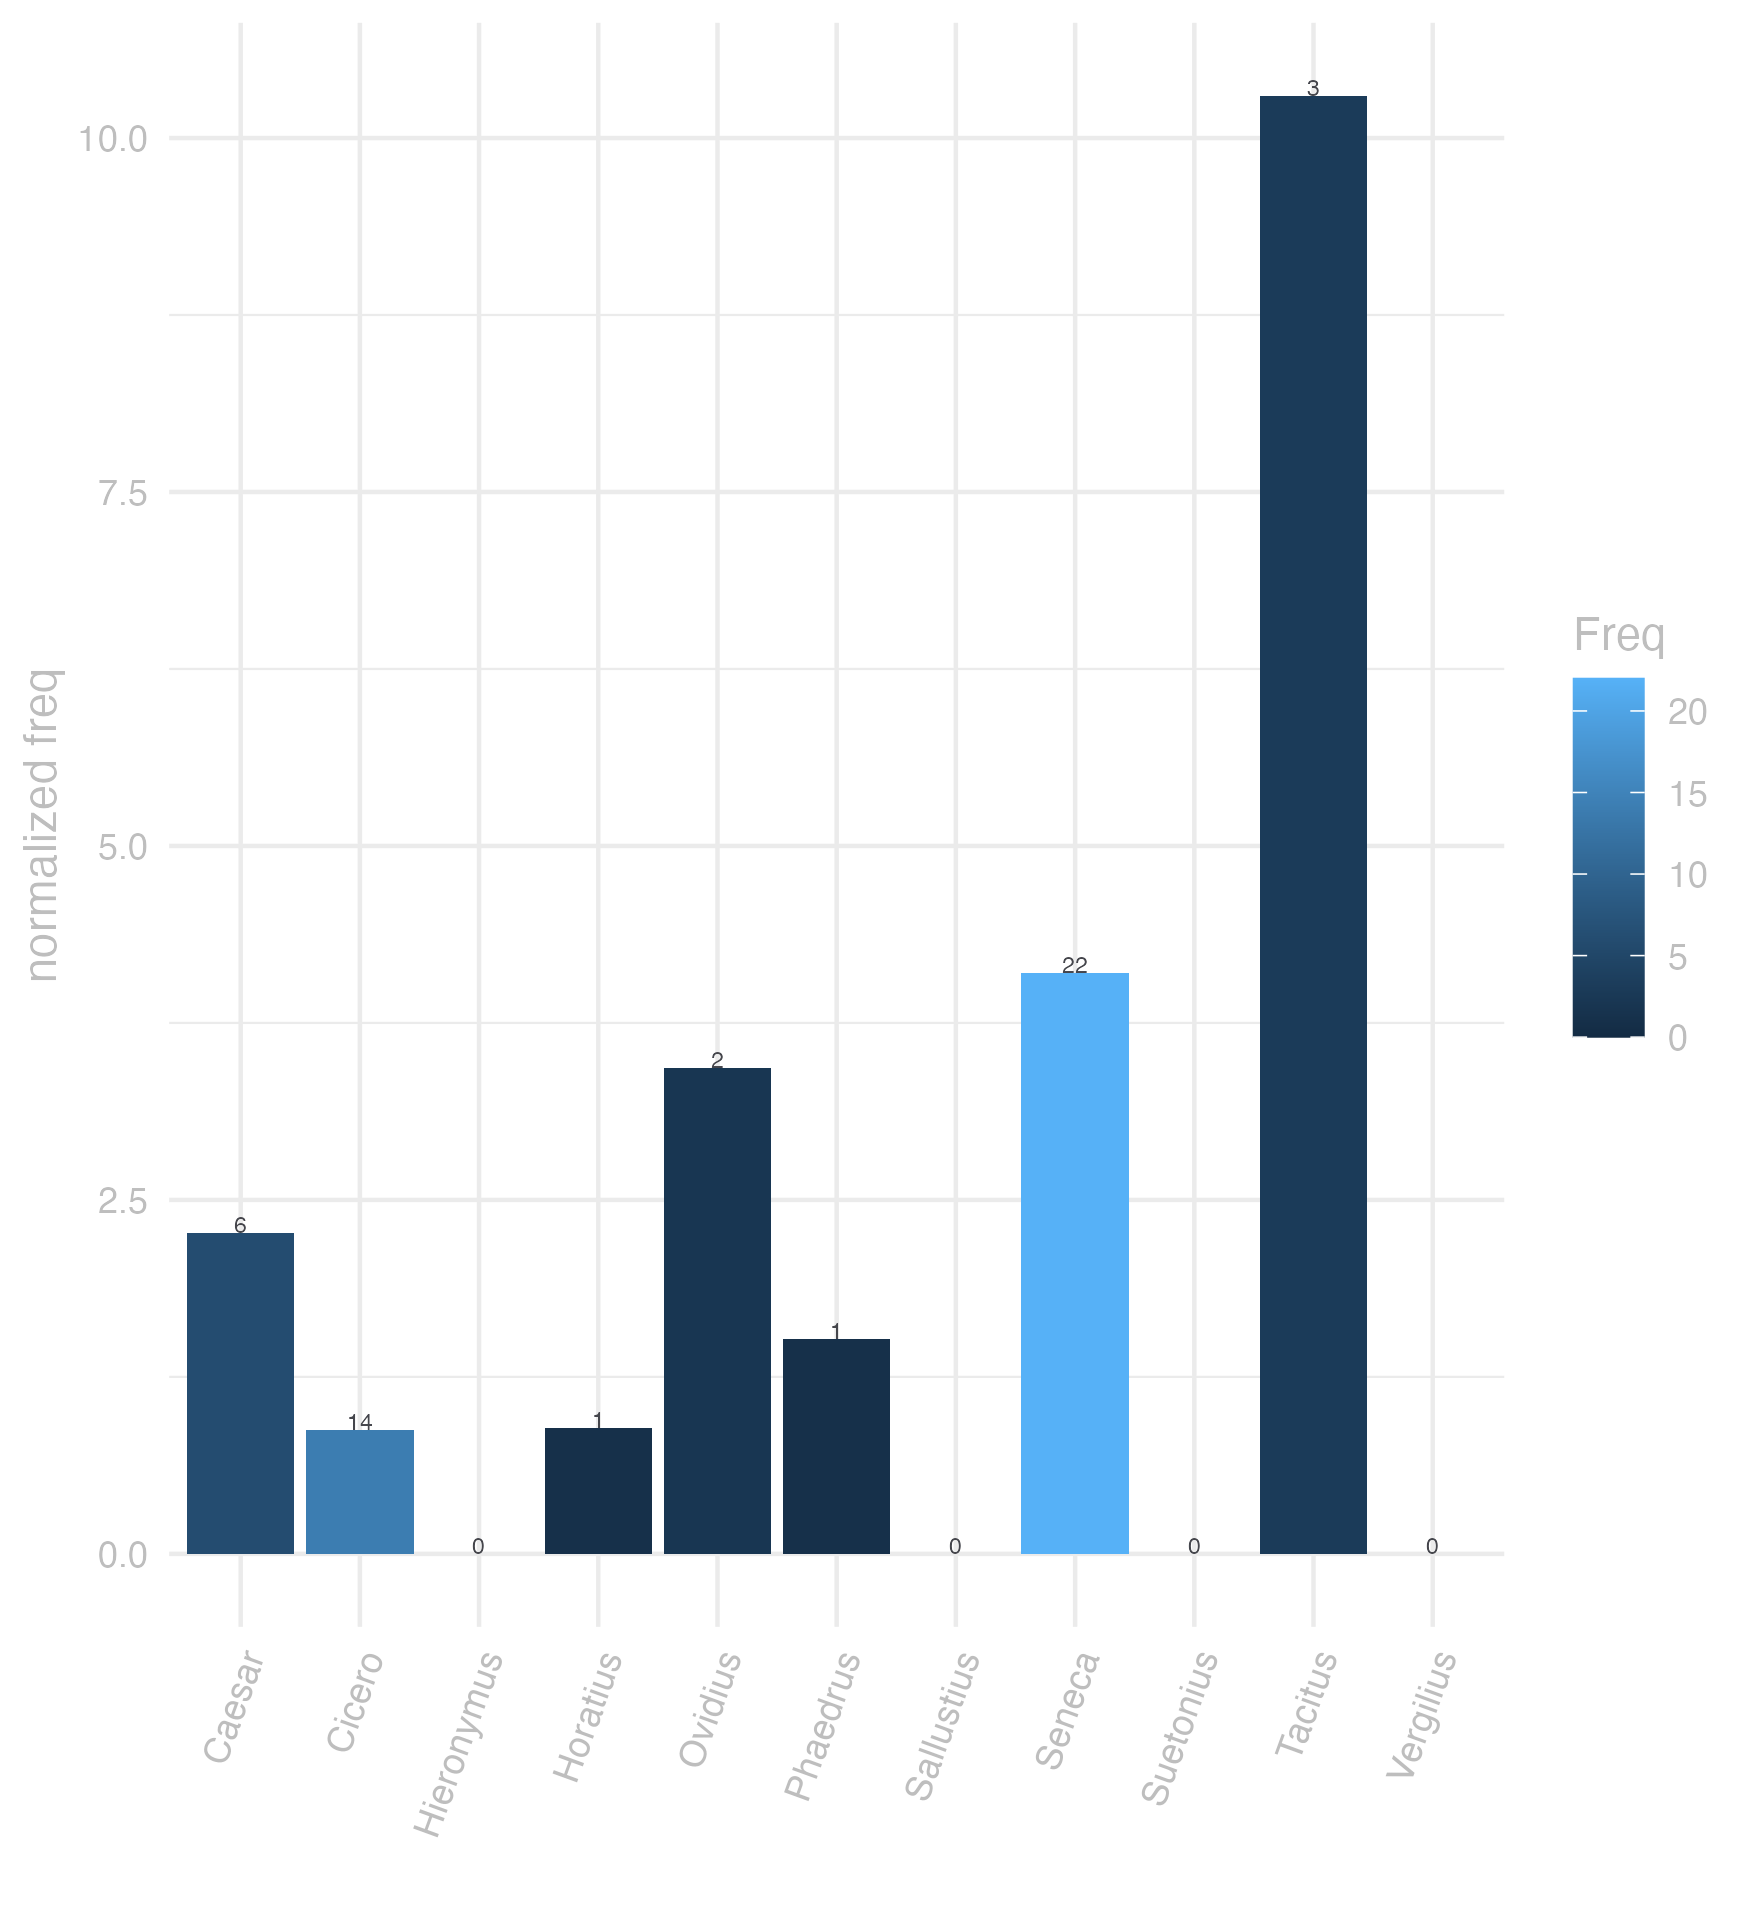 3
10.0
7.5
normalized freq
5.0
2.5
0.0
22
2
6
1
14
1
0
0
0
0
Caesar
Cicero
Hieronymus
Horatius
Ovidius
Phaedrus
Sallustius
Seneca
Suetonius
Tacitus
Vergilius
Freq
20
15
10
5
0